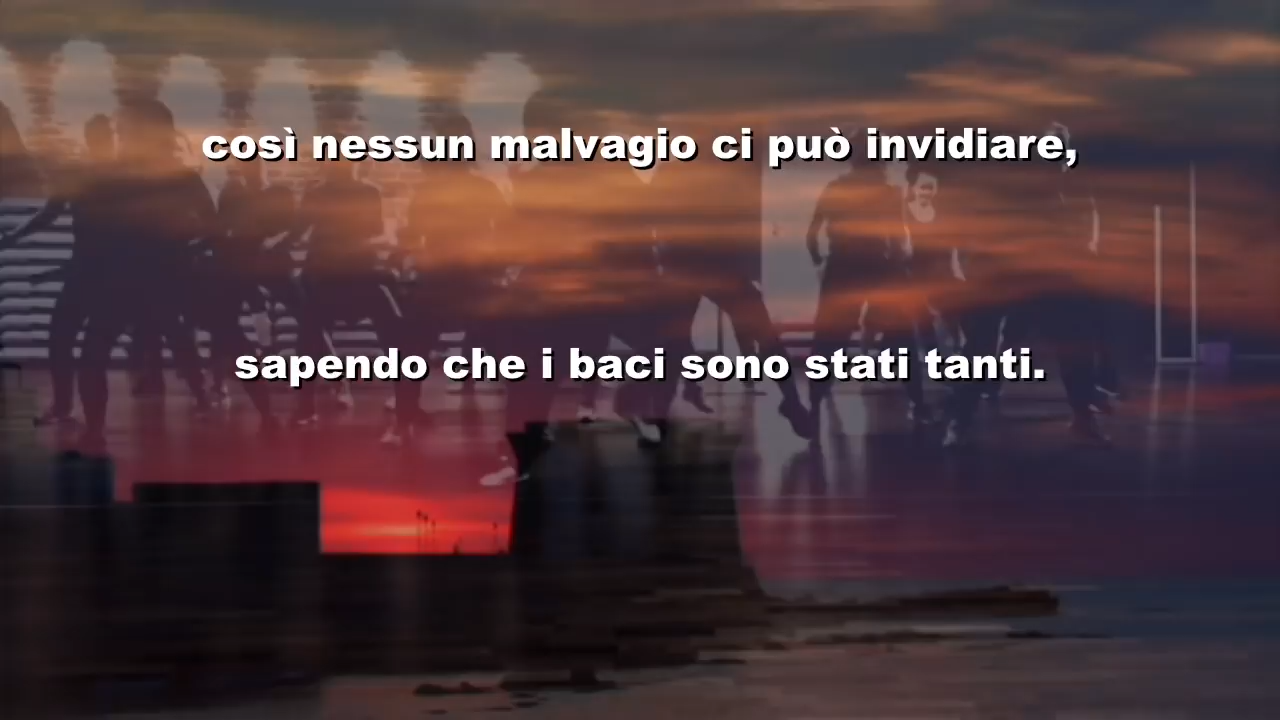 così nessun malvagio ci può invidiare,
sapendo che i baci sono stati tanti.